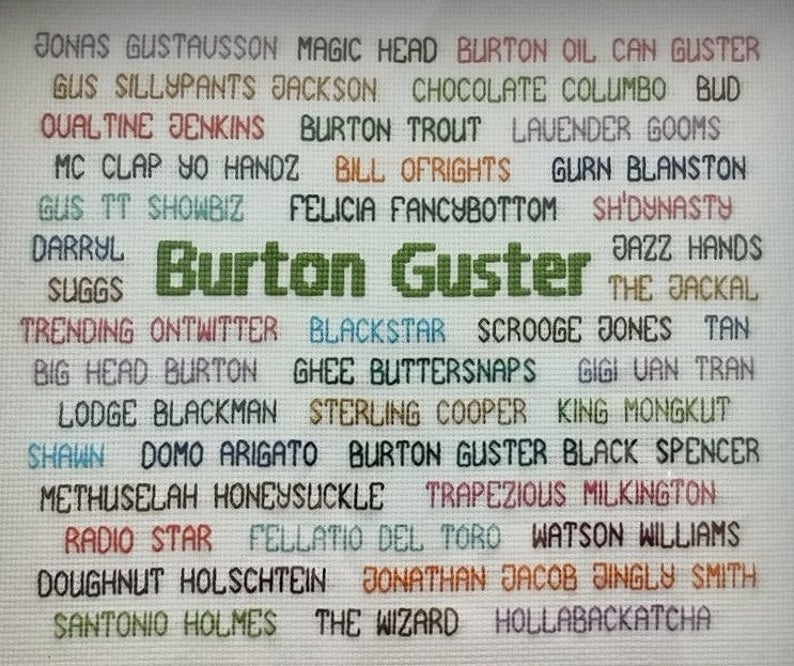 JONAS GUSTAVSSON MAGIC HEAD BURTON OIL CAN GUSTER
GUS SILLYPANTS JACKSON CHOCOLATE COLUMBO BUD
OVALTINE JENKINS BURTON TROUT LAVENDER GOOMS
MC CLAP YO HANDZ BILL OFRIGHTS GURN BLANSTON
GUS TT SHOWBIZ FELICIA FANCYBOTTOM SH'DYNASTY
DARRYL JAZZ HANDS
Burton Guster
SUGGS THE JACKAL
TRENDING ONTWITTER BLACKSTAR SCROOGE JONES TAN
BIG HEAD BURTON GHEE BUTTERSNAPS GIGI VAN TRAN
LODGE BLACKMAN STERLING COOPER KING MONGKUT
SHAWN DOMO ARIGATO BURTON GUSTER BLACK SPENCER
METHUSELAH HONEYSUCKLE TRAPEZIOUS MILKINGTON
RADIO STAR FELLATIO DEL TORO WATSON WILLIAMS
DOUGHNUT HOLSCHTEIN JONATHAN JACOB JINGLY SMITH
SANTONIO HOLMES THE WIZARD HOLLABACKATCHA